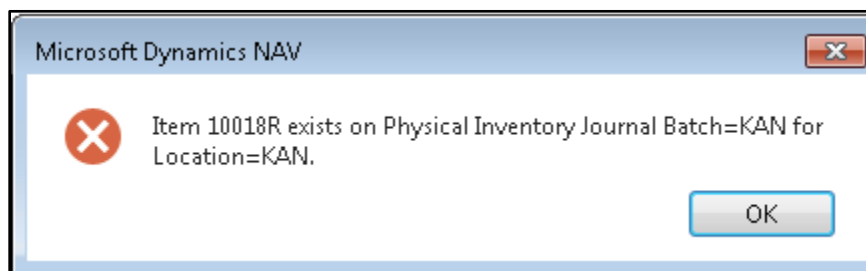 Microsoft Dynamics NAV
Item 10018R exists on Physical Inventory Journal Batch=KAN for
Location=KAN.
OK